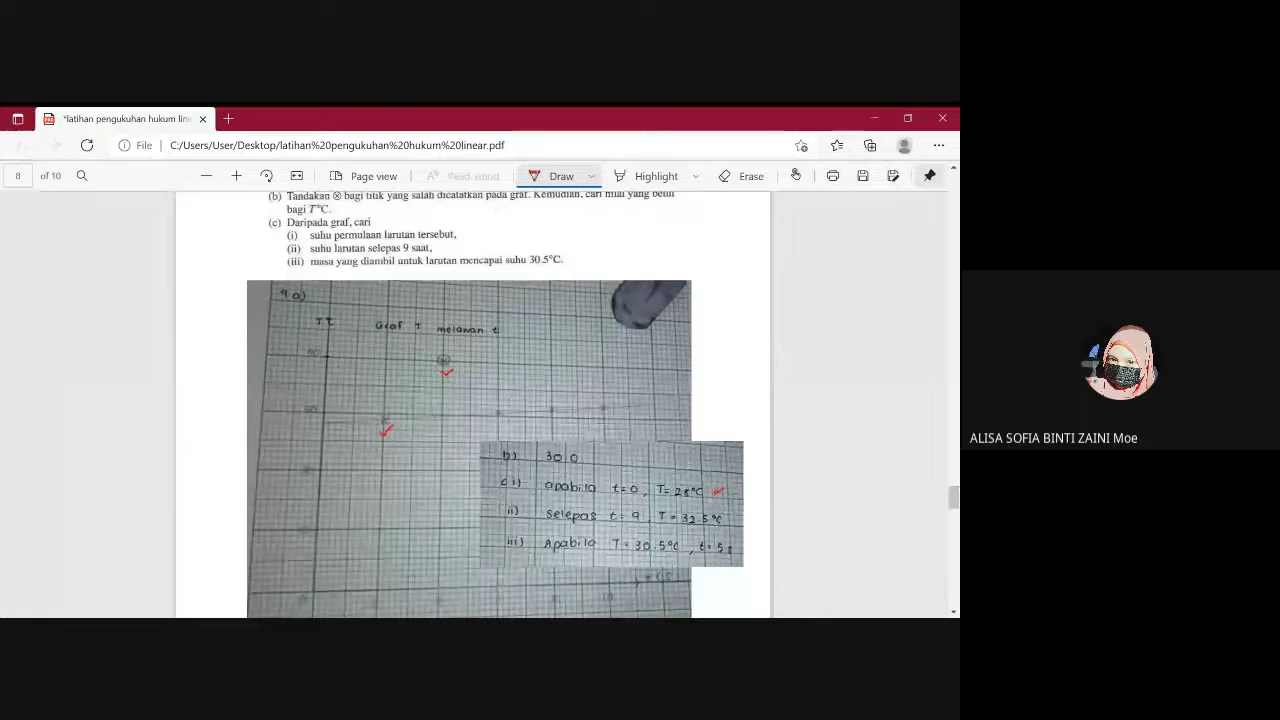 *latihan pengukuhan hukum line
File C:/Users/User/Desktop/latihan%20pengukuhan%20hukum%20linear.pdf
8 of 10 Page view Read aloud Draw Highlight Erase
(b) Tandakan ⊗ bagi titik yang salah dicatatkan pada graf. Kemudian, cari nilai yang betul
bagi T°C.
(c) Daripada graf, cari
(i) suhu permulaan larutan tersebut,
(ii) suhu larutan selepas 9 saat,
(iii) masa yang diambil untuk larutan mencapai suhu 30.5°C.
9 a)
Graf T melawan t
b) 30.0
c i) apabila t=0, T=28°C
ii) selepas t=9, T=32.5°C
iii) Apabila T=30.5°C, t=5s
10
ALISA SOFIA BINTI ZAINI Moe